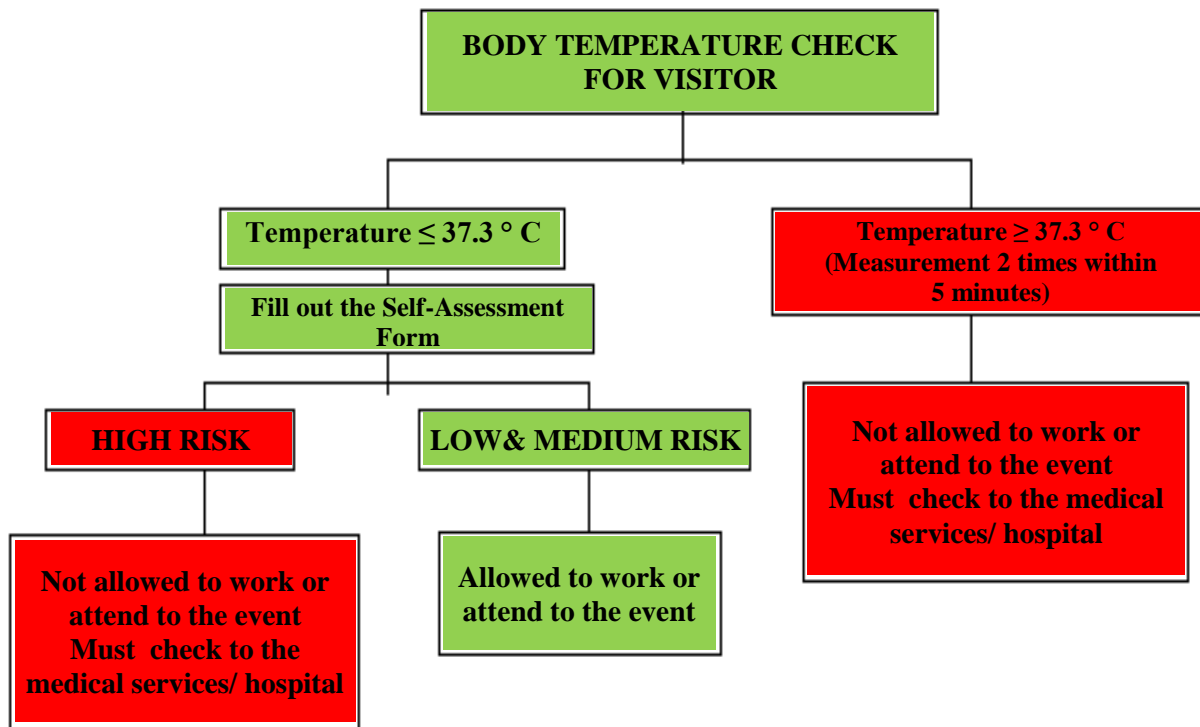 BODY TEMPERATURE CHECK
FOR VISITOR
Temperature ≤ 37.3 ° C
Temperature ≥ 37.3 ° C
(Measurement 2 times within
5 minutes)
Fill out the Self-Assessment
Form
HIGH RISK
LOW& MEDIUM RISK
Not allowed to work or
attend to the event
Must check to the medical
services/ hospital
Not allowed to work or
attend to the event
Must check to the
medical services/ hospital
Allowed to work or
attend to the event